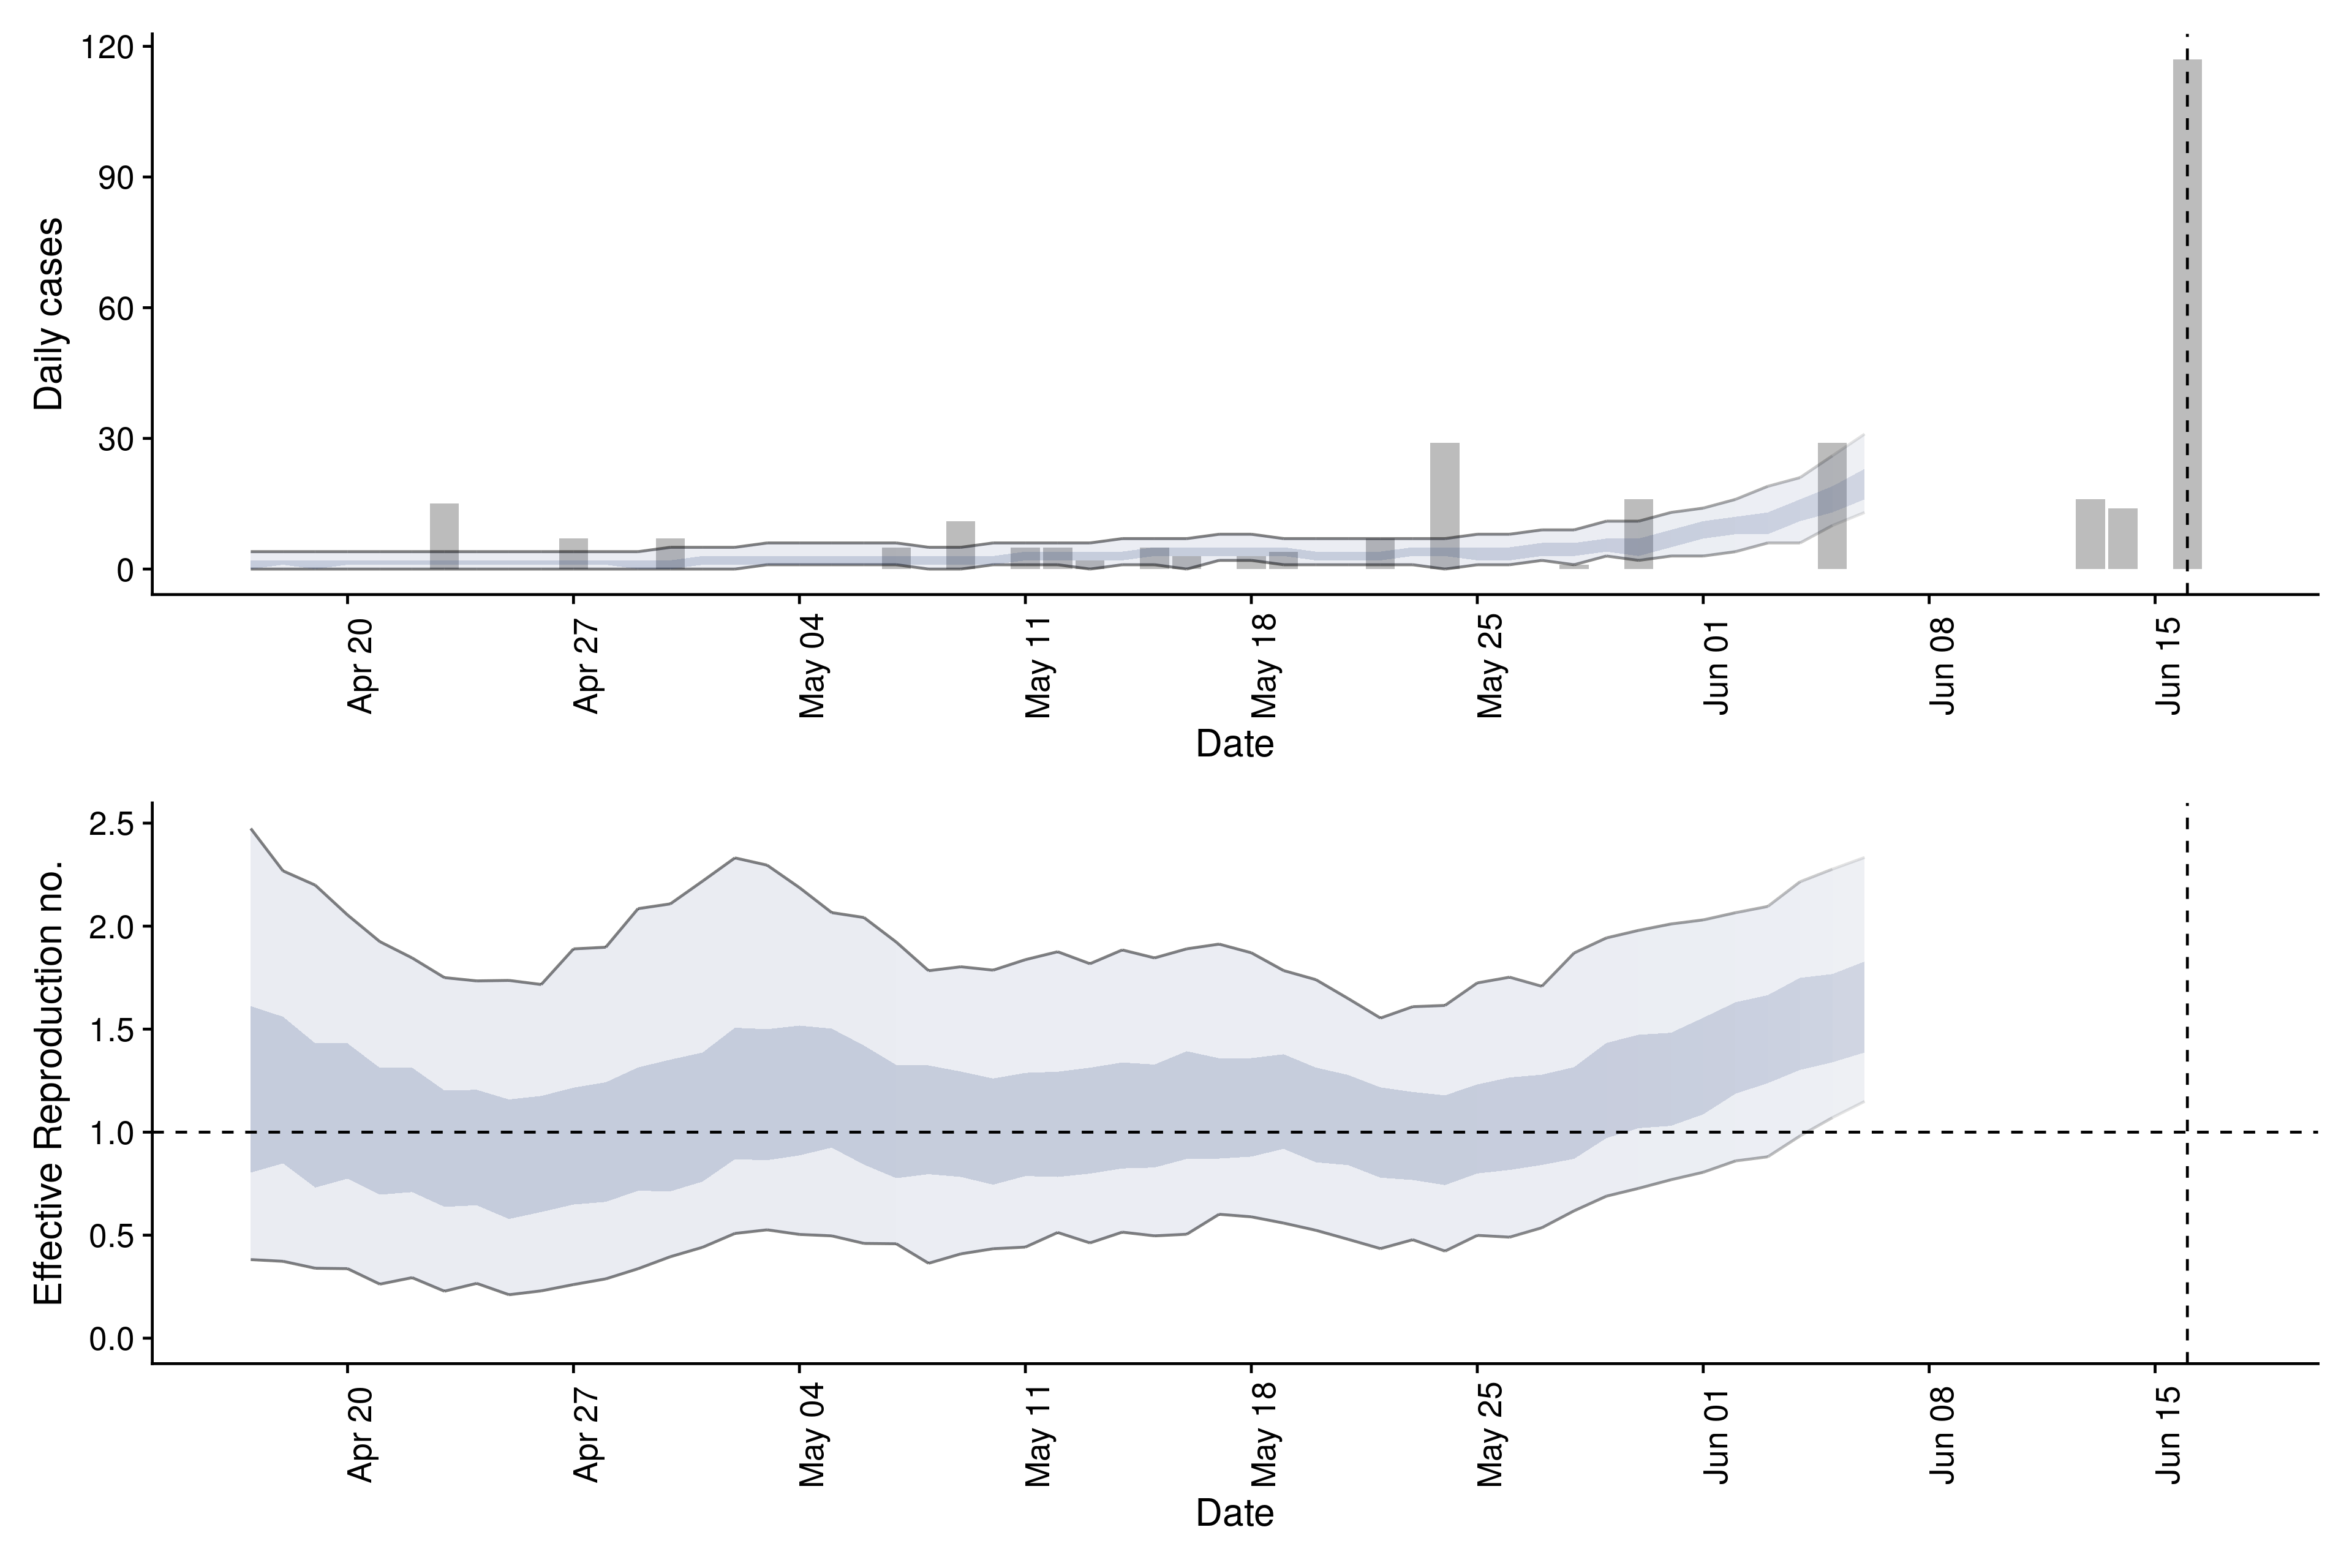 Daily cases
120
90
60
30
0
Apr 20
Apr 27
May 04
May 11
May 18
May 25
Jun 01
Jun 08
Jun 15
Date
Effective Reproduction no.
2.5
2.0
1.5
1.0
0.5
0.0
Apr 20
Apr 27
May 04
May 11
May 18
May 25
Jun 01
Jun 08
Jun 15
Date